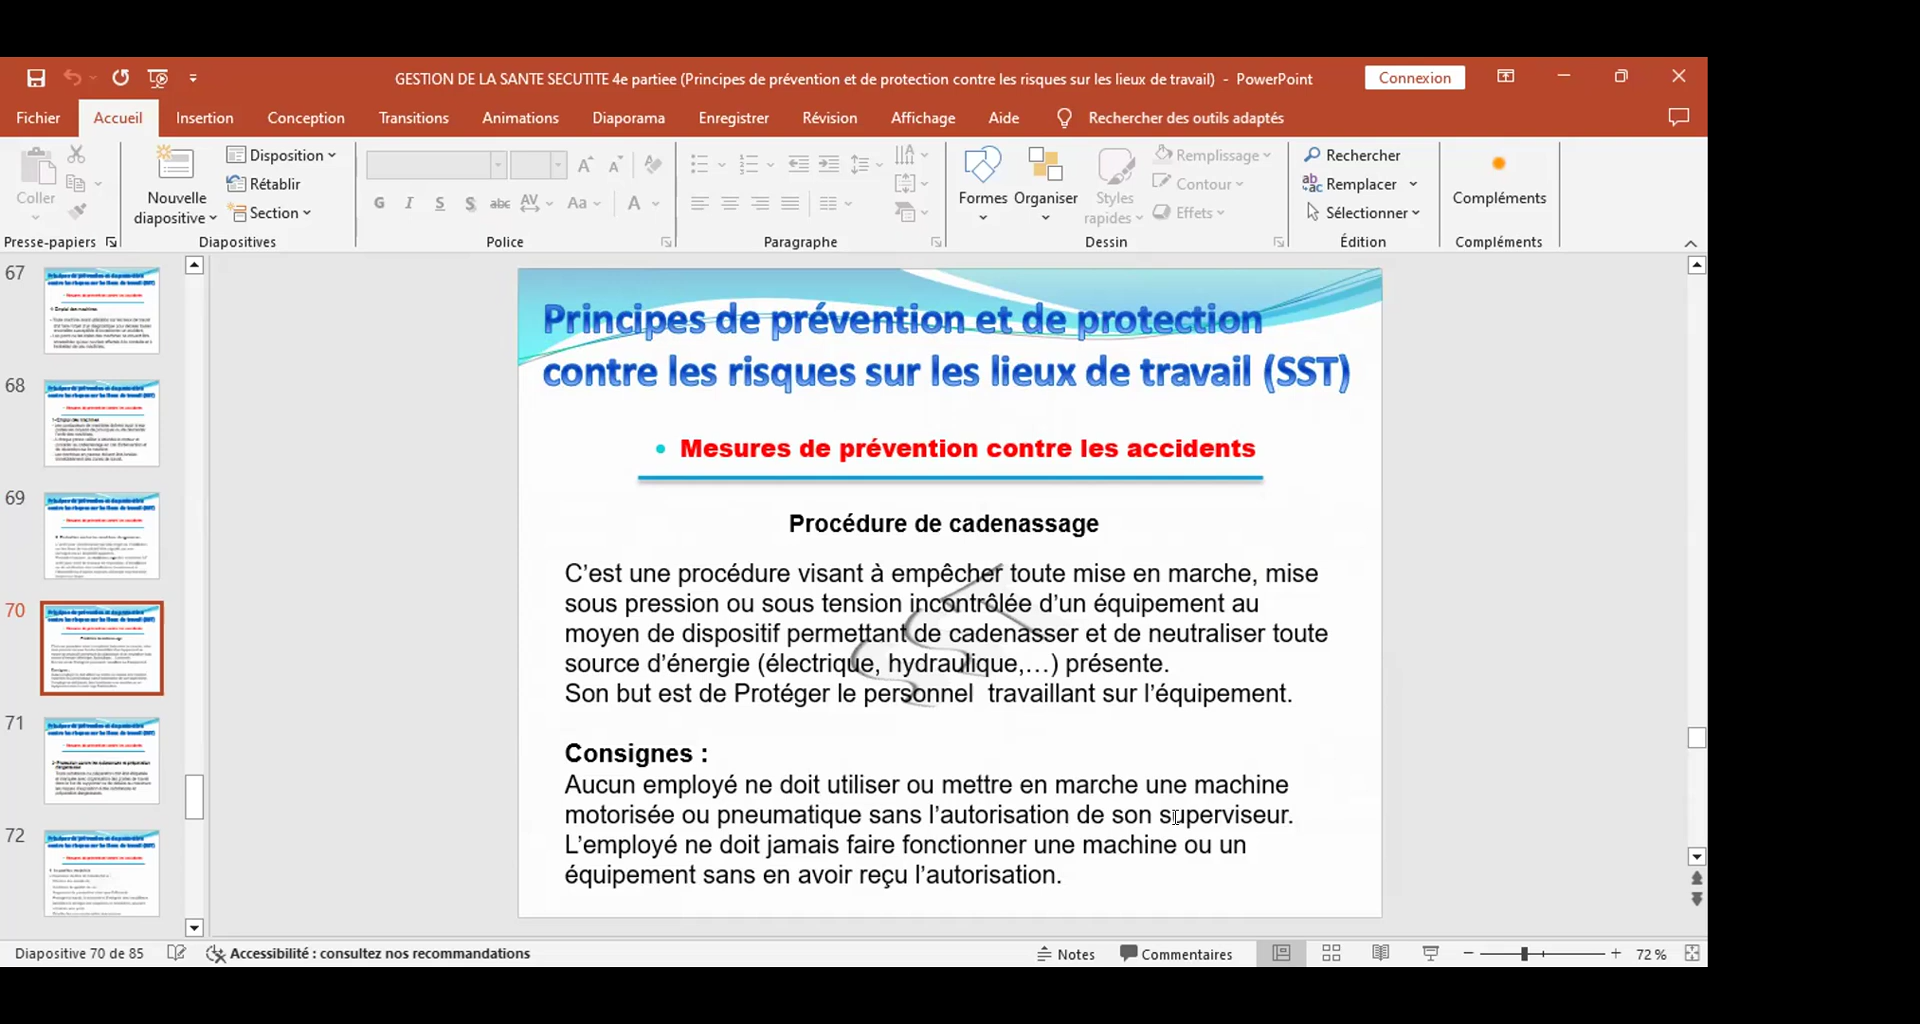 GESTION DE LA SANTE SECUTITE 4e partiee (Principes de prévention et de protection contre les risques sur les lieux de travail) - PowerPoint
Connexion
Fichier Accueil Insertion Conception Transitions Animations Diaporama Enregistrer Révision Affichage Aide Rechercher des outils adaptés
Coller
Presse-papiers
Nouvelle
diapositive
Disposition
Rétablir
Section
Diapositives
G I S S abc AV Aa A
Police
Paragraphe
Formes
Organiser
Styles
rapides
Remplissage
Contour
Effets
Dessin
Rechercher
Remplacer
Sélectionner
Édition
Compléments
Compléments
67
68
69
70
71
72
Principes de prévention et de protection
contre les risques sur les lieux de travail (SST)
• Mesures de prévention contre les accidents
Procédure de cadenassage
C’est une procédure visant à empêcher toute mise en marche, mise
sous pression ou sous tension incontrôlée d’un équipement au
moyen de dispositif permettant de cadenasser et de neutraliser toute
source d’énergie (électrique, hydraulique,…) présente.
Son but est de Protéger le personnel travaillant sur l’équipement.
Consignes :
Aucun employé ne doit utiliser ou mettre en marche une machine
motorisée ou pneumatique sans l’autorisation de son superviseur.
L’employé ne doit jamais faire fonctionner une machine ou un
équipement sans en avoir reçu l’autorisation.
Diapositive 70 de 85
Accessibilité : consultez nos recommandations
Notes
Commentaires
72 %